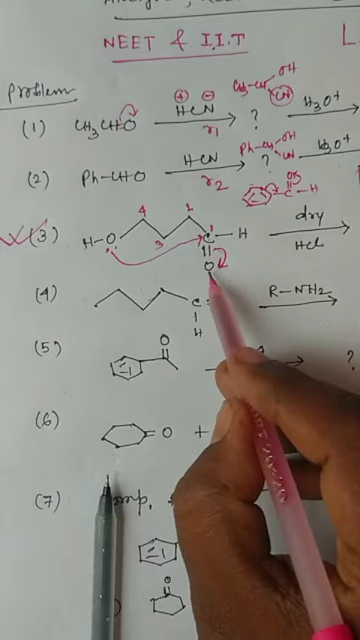 NEET & I.I.T
L
Problem
(1) CH3CHO HCN r1 ? CH3-CH OH CN H3O+
(2) Ph-CHO HCN r2 ? Ph-CH OH CN H3O+
(3) H-O 4 3 2 1 C-H O dry HCl
C-H O
(4) C H R-NH2
(5) O ?
(6) O +
(7) omp.
O